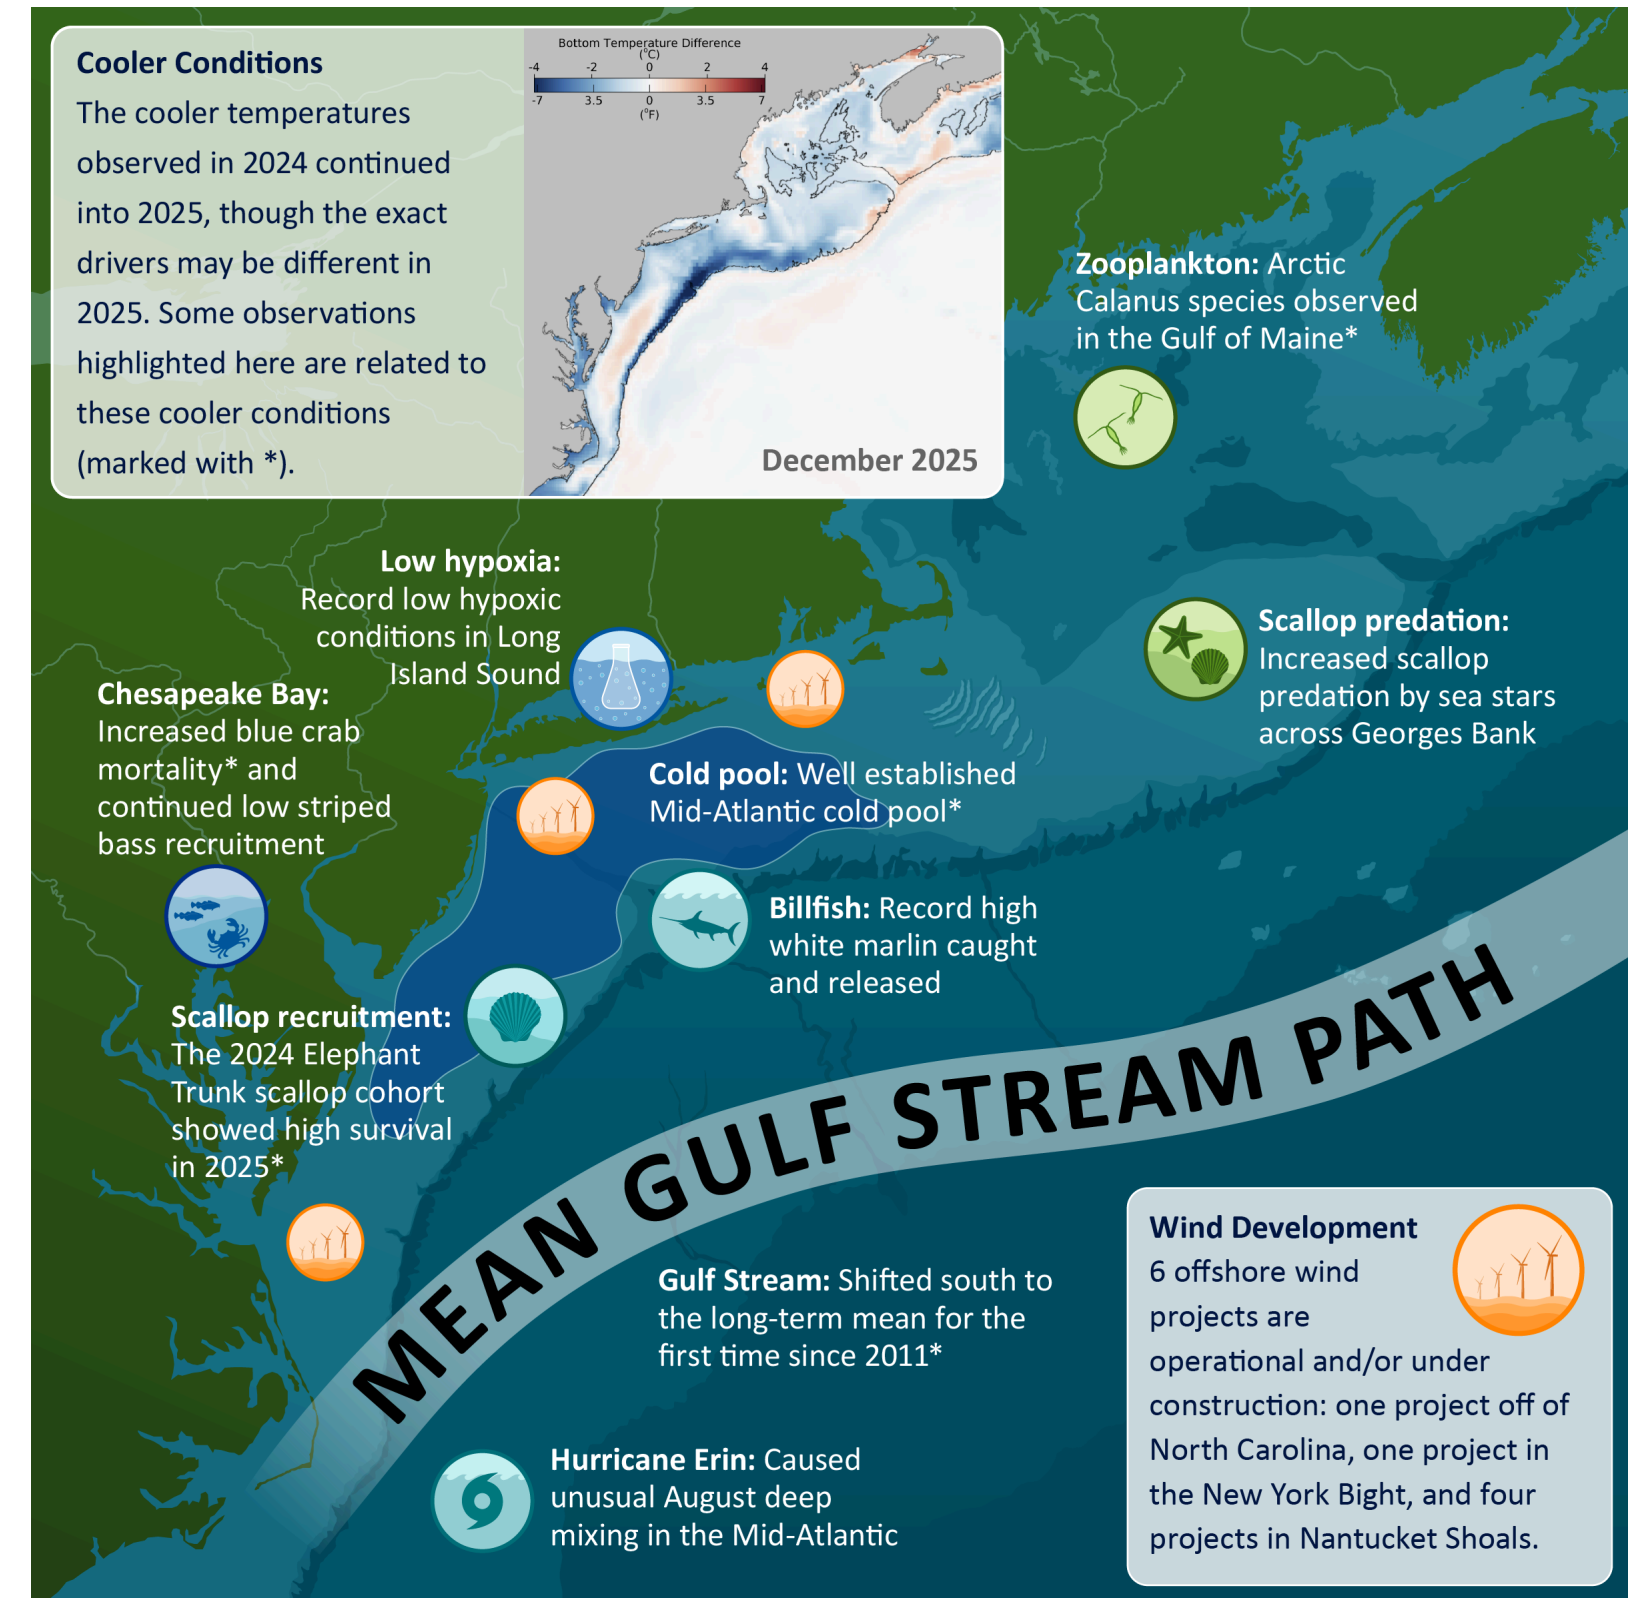 Cooler Conditions
The cooler temperatures
observed in 2024 continued
into 2025, though the exact
drivers may be different in
2025. Some observations
highlighted here are related to
these cooler conditions
(marked with *).
Bottom Temperature Difference
(°C)
-4 -2 0 2 4
-7 3.5 0 3.5 7
(°F)
December 2025
Zooplankton: Arctic
Calanus species observed
in the Gulf of Maine*
Low hypoxia:
Record low hypoxic
conditions in Long
Island Sound
Scallop predation:
Increased scallop
predation by sea stars
across Georges Bank
Chesapeake Bay:
Increased blue crab
mortality* and
continued low striped
bass recruitment
Cold pool: Well established
Mid-Atlantic cold pool*
Billfish: Record high
white marlin caught
and released
Scallop recruitment:
The 2024 Elephant
Trunk scallop cohort
showed high survival
in 2025*
MEAN GULF STREAM PATH
Gulf Stream: Shifted south to
the long-term mean for the
first time since 2011*
Hurricane Erin: Caused
unusual August deep
mixing in the Mid-Atlantic
Wind Development
6 offshore wind
projects are
operational and/or under
construction: one project off of
North Carolina, one project in
the New York Bight, and four
projects in Nantucket Shoals.